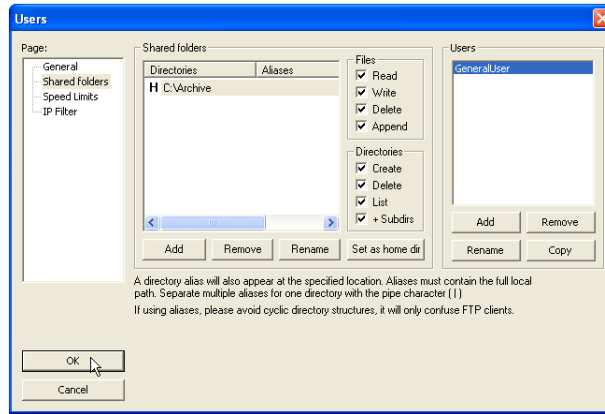 Users
Page:
General
Shared folders
Speed Limits
IP Filter
Shared folders
Directories Aliases
H C:\Archive
Files
Read
Write
Delete
Append
Directories
Create
Delete
List
+ Subdirs
Add Remove Rename Set as home dir
Users
GeneralUser
Add Remove
Rename Copy
A directory alias will also appear at the specified location. Aliases must contain the full local
path. Separate multiple aliases for one directory with the pipe character ( | )
If using aliases, please avoid cyclic directory structures, it will only confuse FTP clients.
OK
Cancel